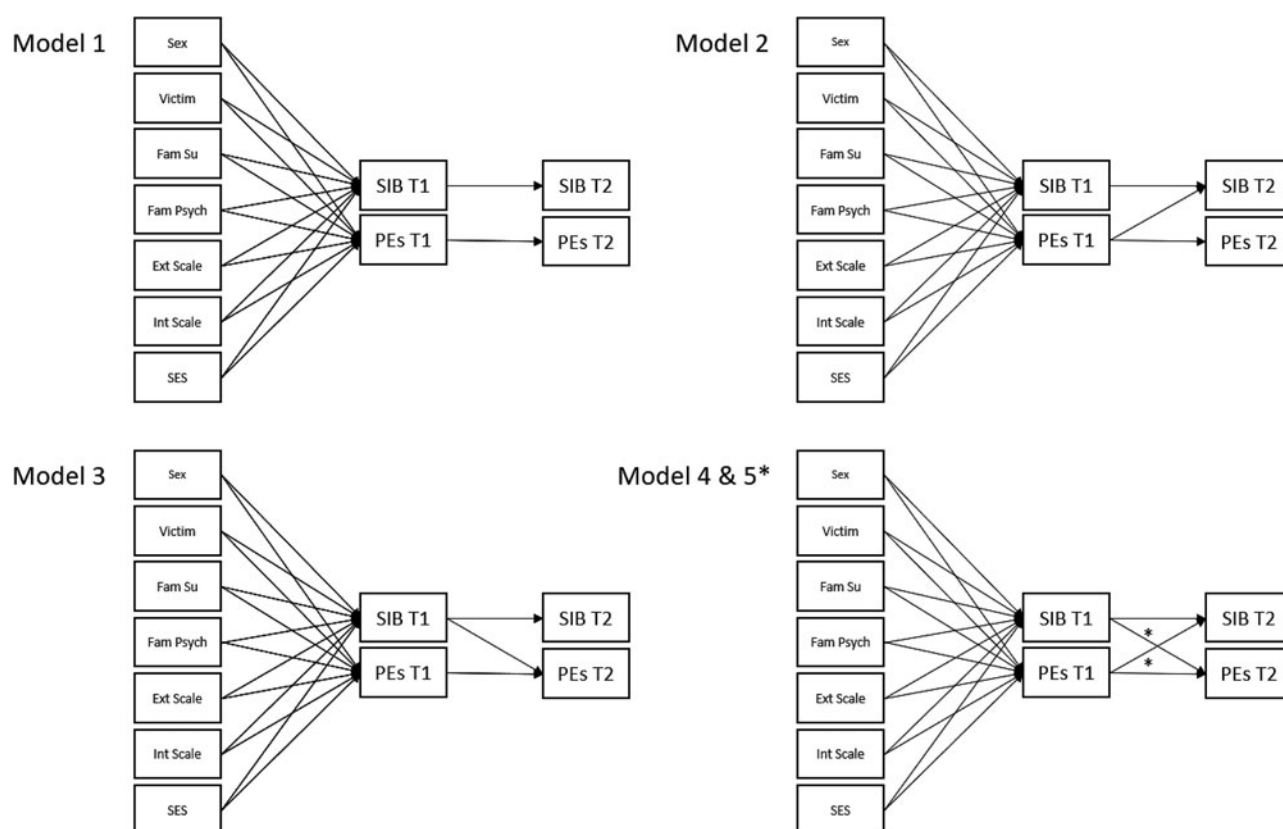 Model 1
Sex
Victim
Fam Su
Fam Psych
Ext Scale
Int Scale
SES
SIB T1
PEs T1
SIB T2
PEs T2
Model 2
Sex
Victim
Fam Su
Fam Psych
Ext Scale
Int Scale
SES
SIB T1
PEs T1
SIB T2
PEs T2
Model 3
Sex
Victim
Fam Su
Fam Psych
Ext Scale
Int Scale
SES
SIB T1
PEs T1
SIB T2
PEs T2
Model 4 & 5*
Sex
Victim
Fam Su
Fam Psych
Ext Scale
Int Scale
SES
SIB T1
PEs T1
*
*
SIB T2
PEs T2